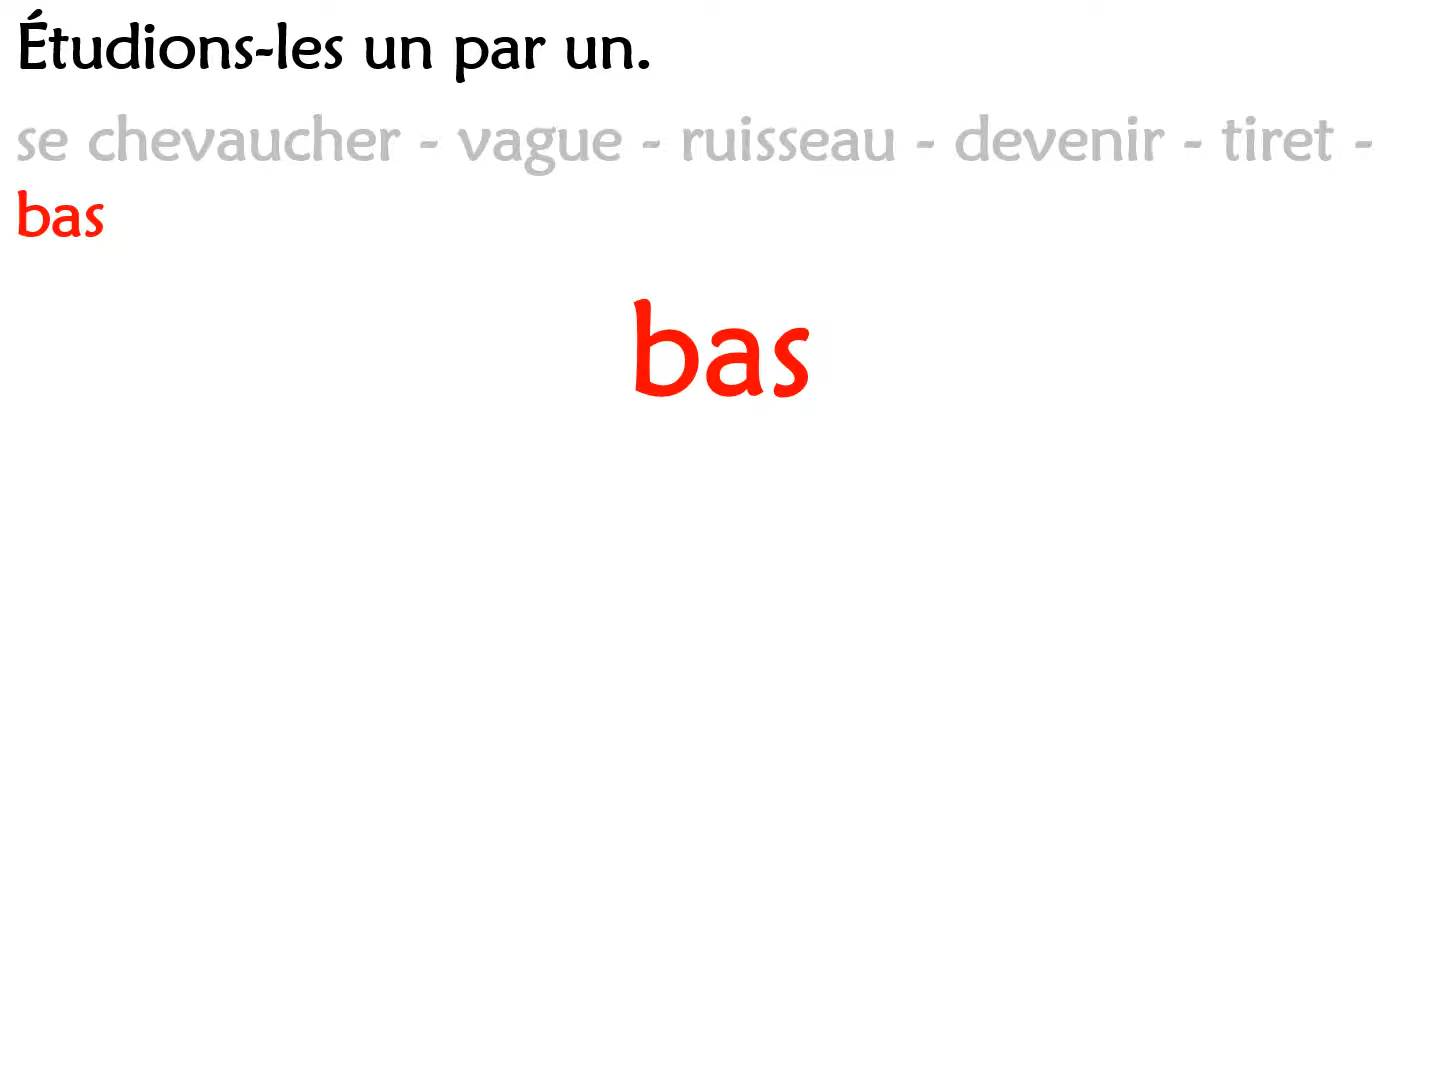 Étudions-les un par un.
se chevaucher - vague - ruisseau - devenir - tiret -
bas
bas